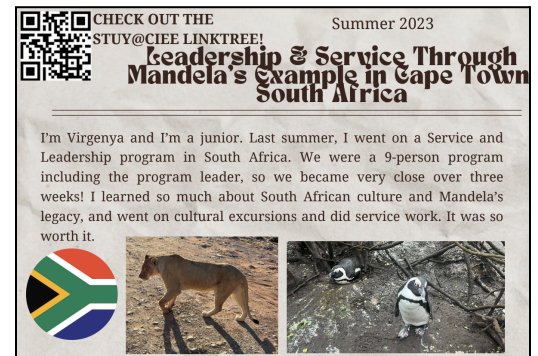 CHECK OUT THE
STUY@CIEE LINKTREE!
Summer 2023
Leadership & Service Through
Mandela's Example in Cape Town
South Africa
I'm Virgenya and I'm a junior. Last summer, I went on a Service and
Leadership program in South Africa. We were a 9-person program
including the program leader, so we became very close over three
weeks! I learned so much about South African culture and Mandela's
legacy, and went on cultural excursions and did service work. It was so
worth it.